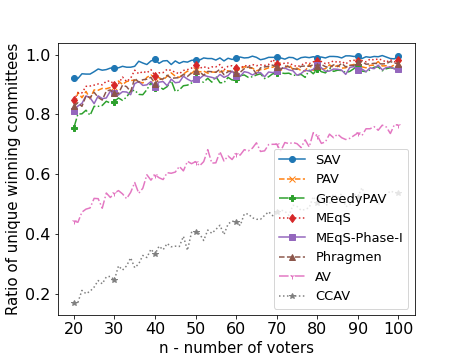 Ratio of unique winning committees
1.0
0.8
0.6
0.4
0.2
SAV
PAV
GreedyPAV
MEqS
MEqS-Phase-I
Phragmen
AV
CCAV
20 30 40 50 60 70 80 90 100
n - number of voters